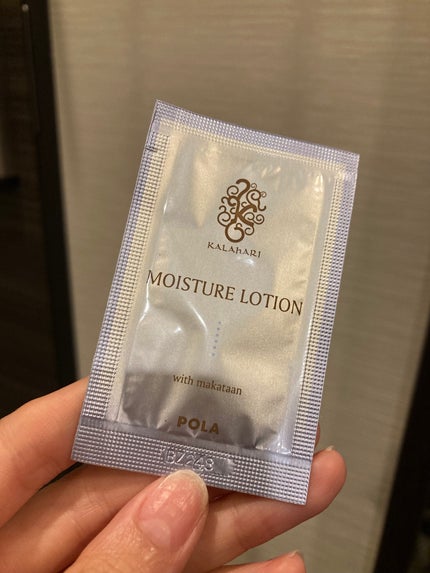 KALAhARI
MOISTURE LOTION
with makataan
POLA